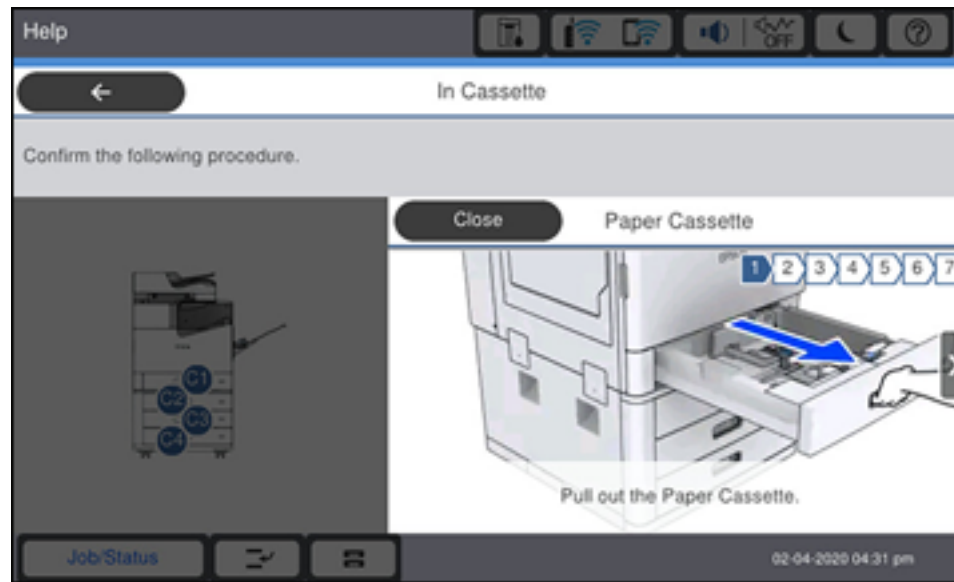 Help
OFF
In Cassette
Confirm the following procedure.
Close
Paper Cassette
1 2 3 4 5 6 7
C1
C2
C3
C4
Pull out the Paper Cassette.
Job/Status
02-04-2020 04:31 pm